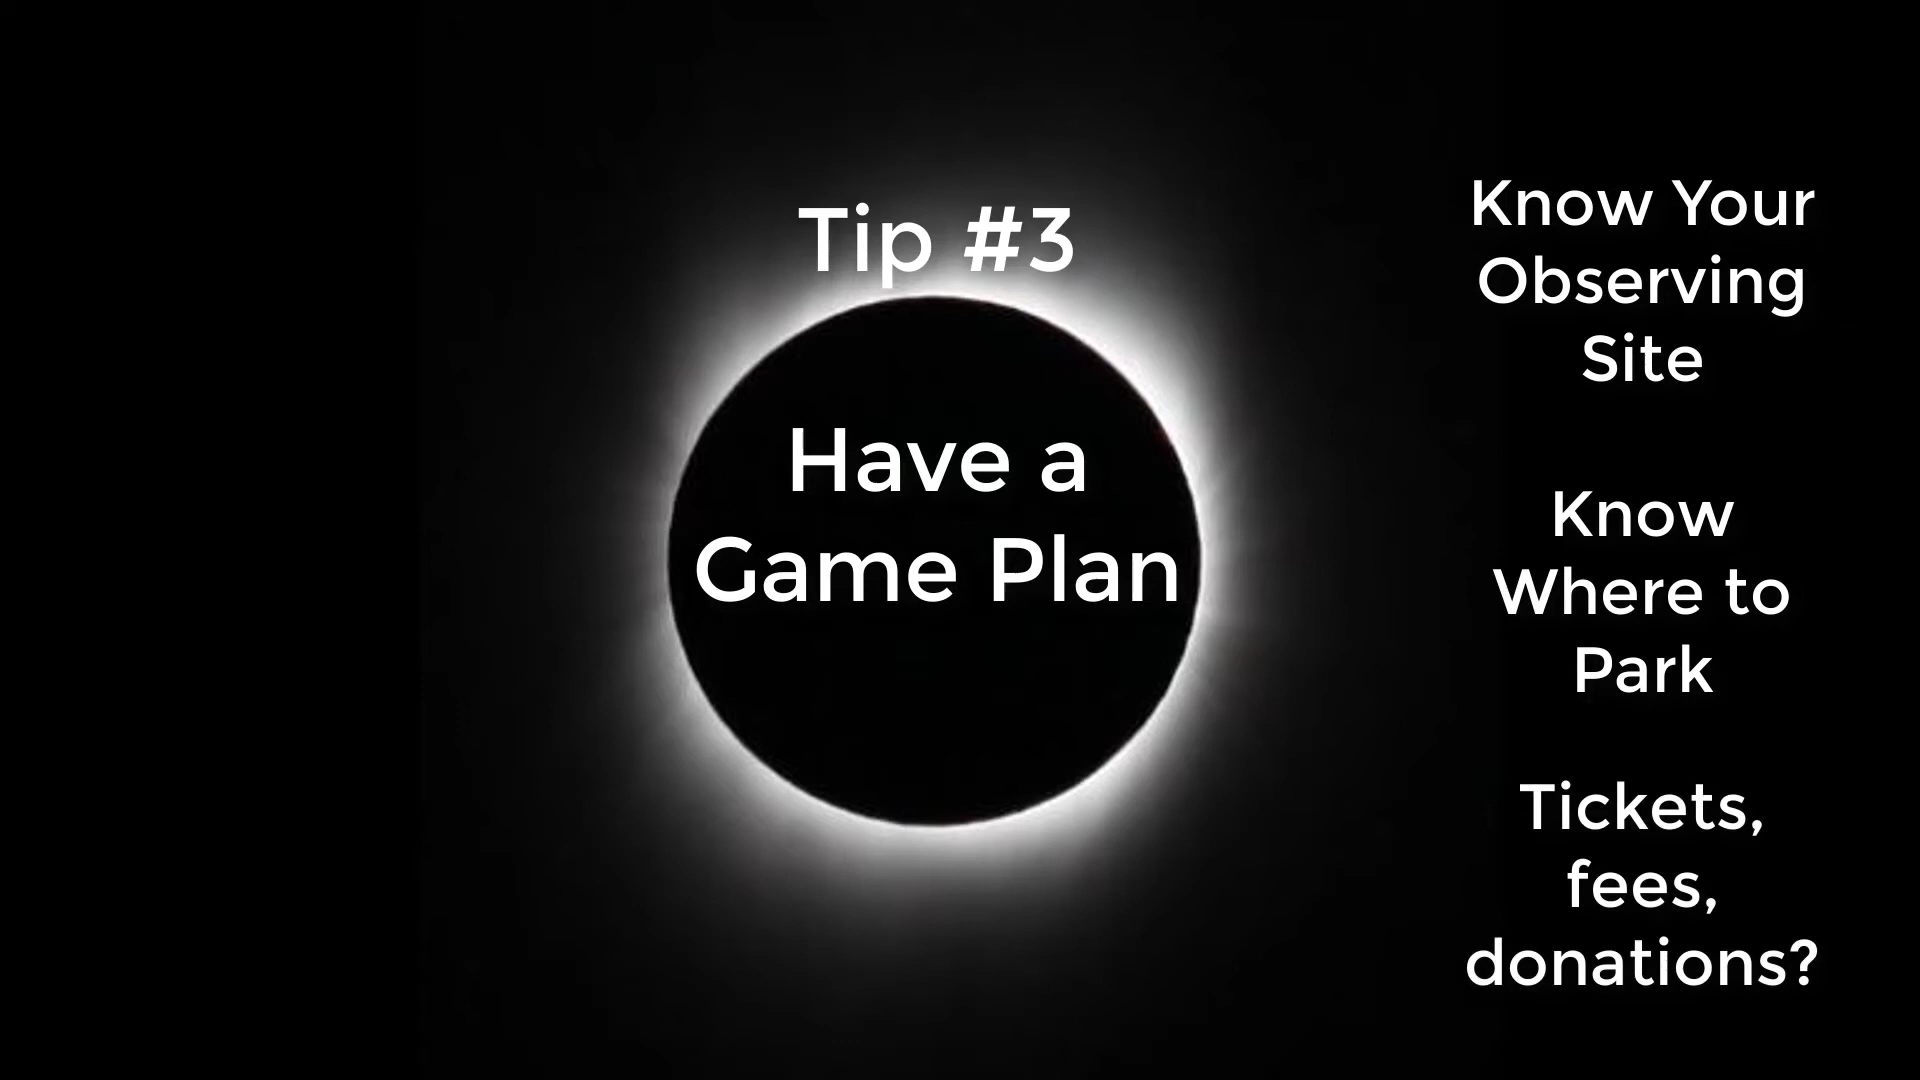 Tip #3
Have a
Game Plan
Know Your
Observing
Site
Know
Where to
Park
Tickets,
fees,
donations?